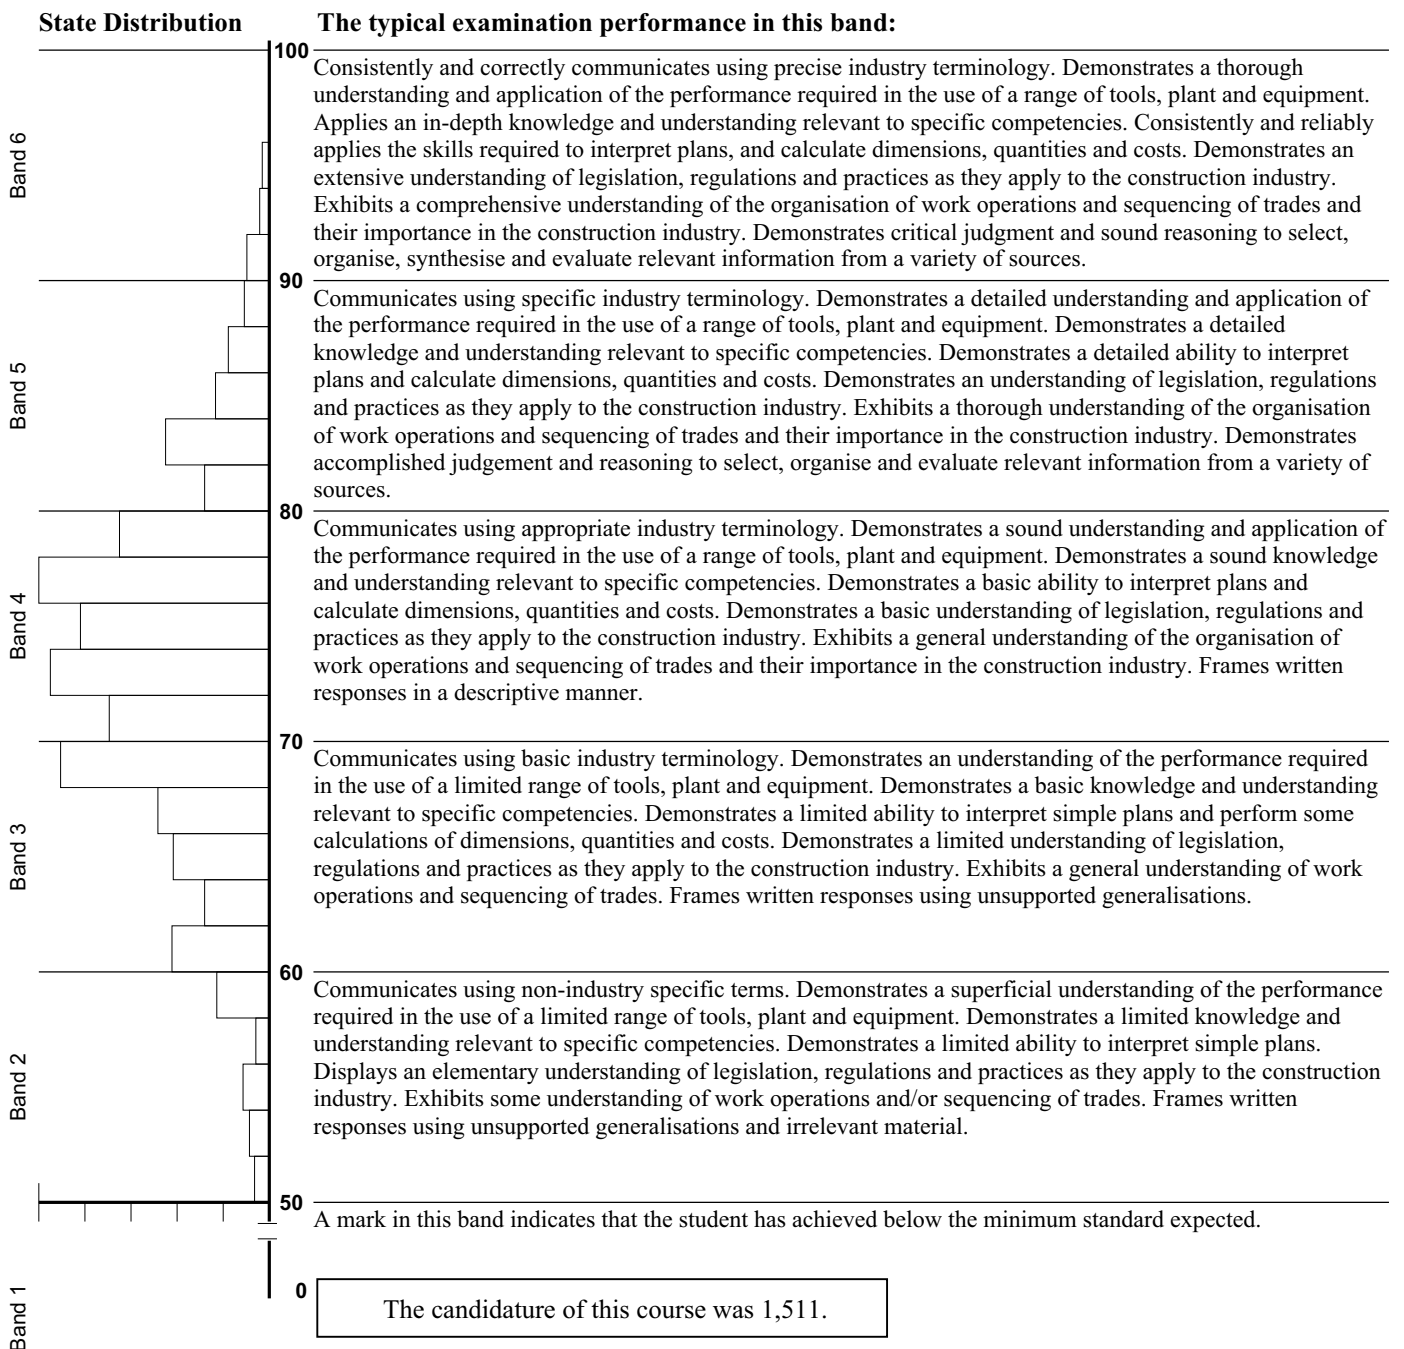 State Distribution
The typical examination performance in this band:
100
Band 6
Consistently and correctly communicates using precise industry terminology. Demonstrates a thorough
understanding and application of the performance required in the use of a range of tools, plant and equipment.
Applies an in-depth knowledge and understanding relevant to specific competencies. Consistently and reliably
applies the skills required to interpret plans, and calculate dimensions, quantities and costs. Demonstrates an
extensive understanding of legislation, regulations and practices as they apply to the construction industry.
Exhibits a comprehensive understanding of the organisation of work operations and sequencing of trades and
their importance in the construction industry. Demonstrates critical judgment and sound reasoning to select,
organise, synthesise and evaluate relevant information from a variety of sources.
90
Band 5
Communicates using specific industry terminology. Demonstrates a detailed understanding and application of
the performance required in the use of a range of tools, plant and equipment. Demonstrates a detailed
knowledge and understanding relevant to specific competencies. Demonstrates a detailed ability to interpret
plans and calculate dimensions, quantities and costs. Demonstrates an understanding of legislation, regulations
and practices as they apply to the construction industry. Exhibits a thorough understanding of the organisation
of work operations and sequencing of trades and their importance in the construction industry. Demonstrates
accomplished judgement and reasoning to select, organise and evaluate relevant information from a variety of
sources.
80
Band 4
Communicates using appropriate industry terminology. Demonstrates a sound understanding and application of
the performance required in the use of a range of tools, plant and equipment. Demonstrates a sound knowledge
and understanding relevant to specific competencies. Demonstrates a basic ability to interpret plans and
calculate dimensions, quantities and costs. Demonstrates a basic understanding of legislation, regulations and
practices as they apply to the construction industry. Exhibits a general understanding of the organisation of
work operations and sequencing of trades and their importance in the construction industry. Frames written
responses in a descriptive manner.
70
Band 3
Communicates using basic industry terminology. Demonstrates an understanding of the performance required
in the use of a limited range of tools, plant and equipment. Demonstrates a basic knowledge and understanding
relevant to specific competencies. Demonstrates a limited ability to interpret simple plans and perform some
calculations of dimensions, quantities and costs. Demonstrates a limited understanding of legislation,
regulations and practices as they apply to the construction industry. Exhibits a general understanding of work
operations and sequencing of trades. Frames written responses using unsupported generalisations.
60
Band 2
Communicates using non-industry specific terms. Demonstrates a superficial understanding of the performance
required in the use of a limited range of tools, plant and equipment. Demonstrates a limited knowledge and
understanding relevant to specific competencies. Demonstrates a limited ability to interpret simple plans.
Displays an elementary understanding of legislation, regulations and practices as they apply to the construction
industry. Exhibits some understanding of work operations and/or sequencing of trades. Frames written
responses using unsupported generalisations and irrelevant material.
50
A mark in this band indicates that the student has achieved below the minimum standard expected.
0
Band 1
The candidature of this course was 1,511.